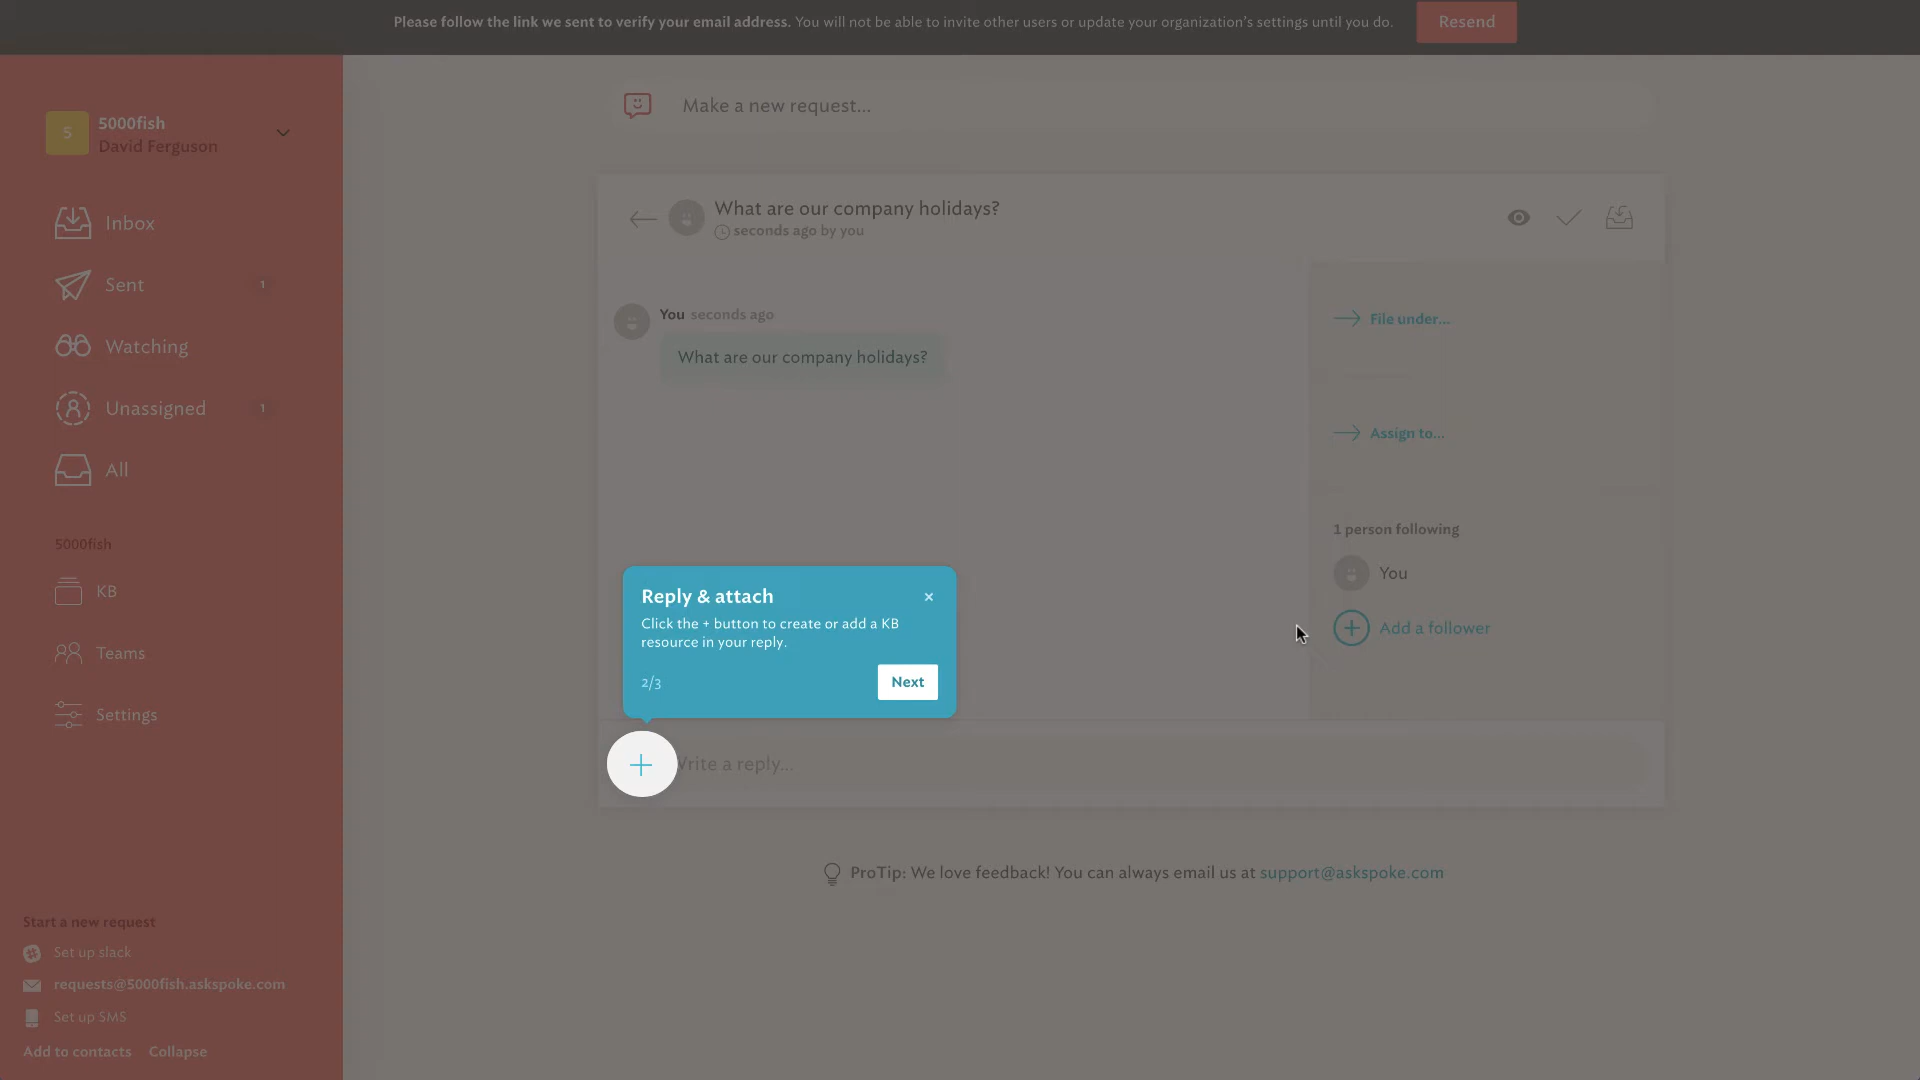 Please follow the link we sent to verify your email address. You will not be able to invite other users or update your organization's settings until you do.
Resend
5
5000fish
David Ferguson
Inbox
Sent
1
Watching
Unassigned
1
All
5000fish
KB
Teams
Settings
Start a new request
Set up slack
requests@5000fish.askspoke.com
Set up SMS
Add to contacts
Collapse
Make a new request...
What are our company holidays?
seconds ago by you
You seconds ago
What are our company holidays?
File under...
Assign to...
1 person following
You
Add a follower
Reply & attach
×
Click the + button to create or add a KB
resource in your reply.
2/3
Next
Write a reply...
ProTip: We love feedback! You can always email us at support@askspoke.com